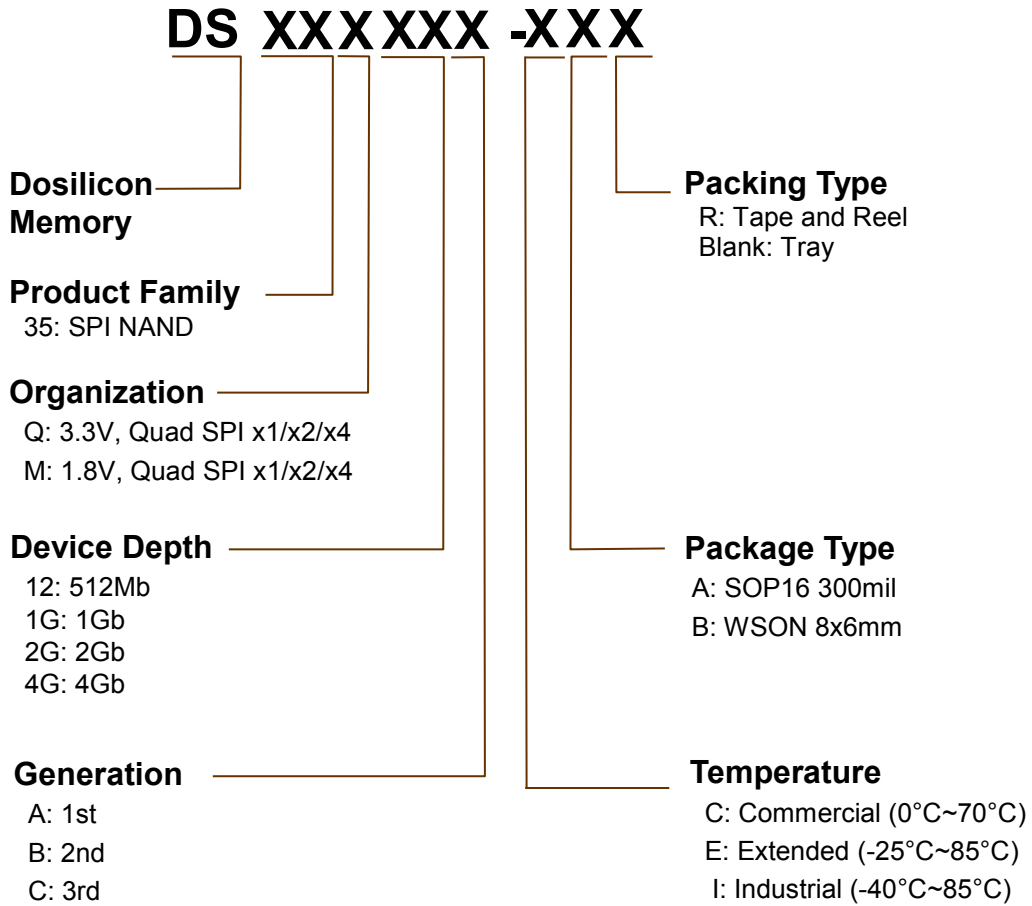 DS XXXXXX -XXX
Dosilicon
Memory
Product Family
35: SPI NAND
Organization
Q: 3.3V, Quad SPI x1/x2/x4
M: 1.8V, Quad SPI x1/x2/x4
Device Depth
12: 512Mb
1G: 1Gb
2G: 2Gb
4G: 4Gb
Generation
A: 1st
B: 2nd
C: 3rd
Packing Type
R: Tape and Reel
Blank: Tray
Package Type
A: SOP16 300mil
B: WSON 8x6mm
Temperature
C: Commercial (0°C~70°C)
E: Extended (-25°C~85°C)
I: Industrial (-40°C~85°C)